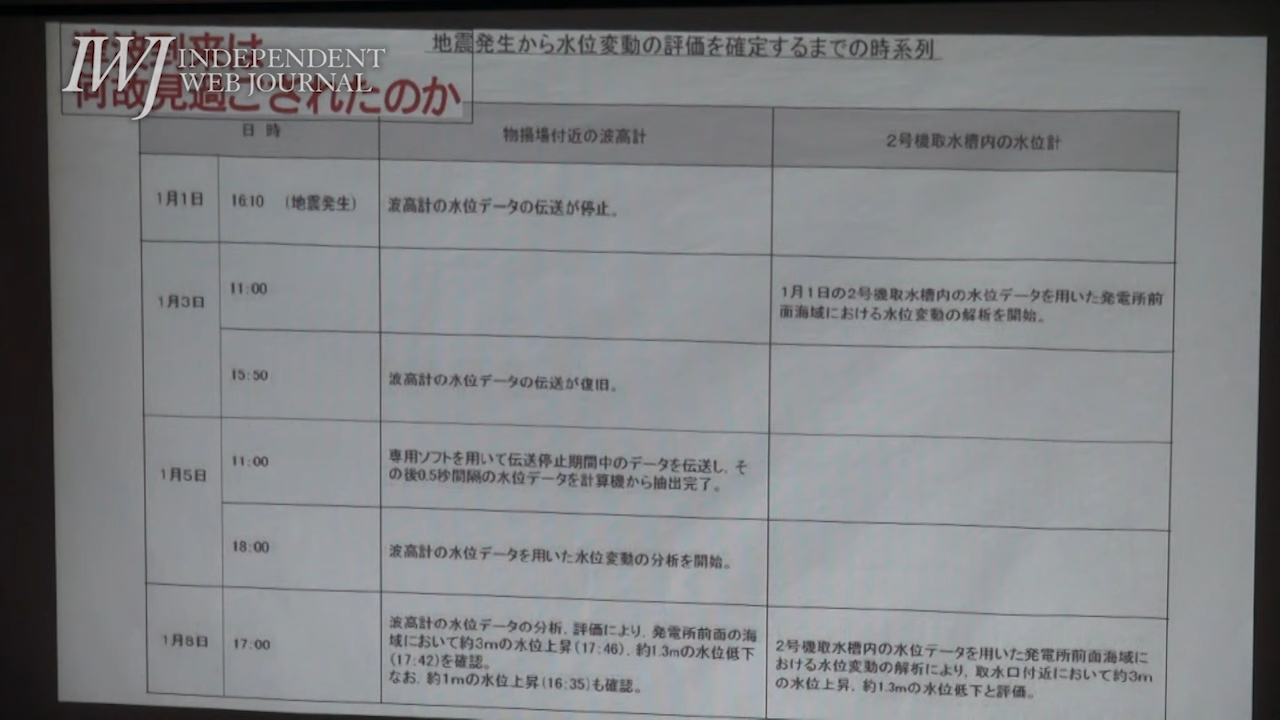 IWJ INDEPENDENT
WEB JOURNAL
何故見過ごされたのか
地震発生から水位変動の評価を確定するまでの時系列
日 時
物揚場付近の波高計
2号機取水槽内の水位計
1月1日
16:10 (地震発生)
波高計の水位データの伝送が停止。
1月3日
11:00
1月1日の2号機取水槽内の水位データを用いた発電所前
面海域における水位変動の解析を開始。
15:50
波高計の水位データの伝送が復旧。
1月5日
11:00
専用ソフトを用いて伝送停止期間中のデータを伝送し、そ
の後0.5秒間隔の水位データを計算機から抽出完了。
18:00
波高計の水位データを用いた水位変動の分析を開始。
1月8日
17:00
波高計の水位データの分析、評価により、発電所前面の海
域において約3mの水位上昇(17:46)、約1.3mの水位低下
(17:42)を確認。
なお、約1mの水位上昇(16:35)も確認。
2号機取水槽内の水位データを用いた発電所前面海域に
おける水位変動の解析により、取水口付近において約3m
の水位上昇、約1.3mの水位低下と評価。